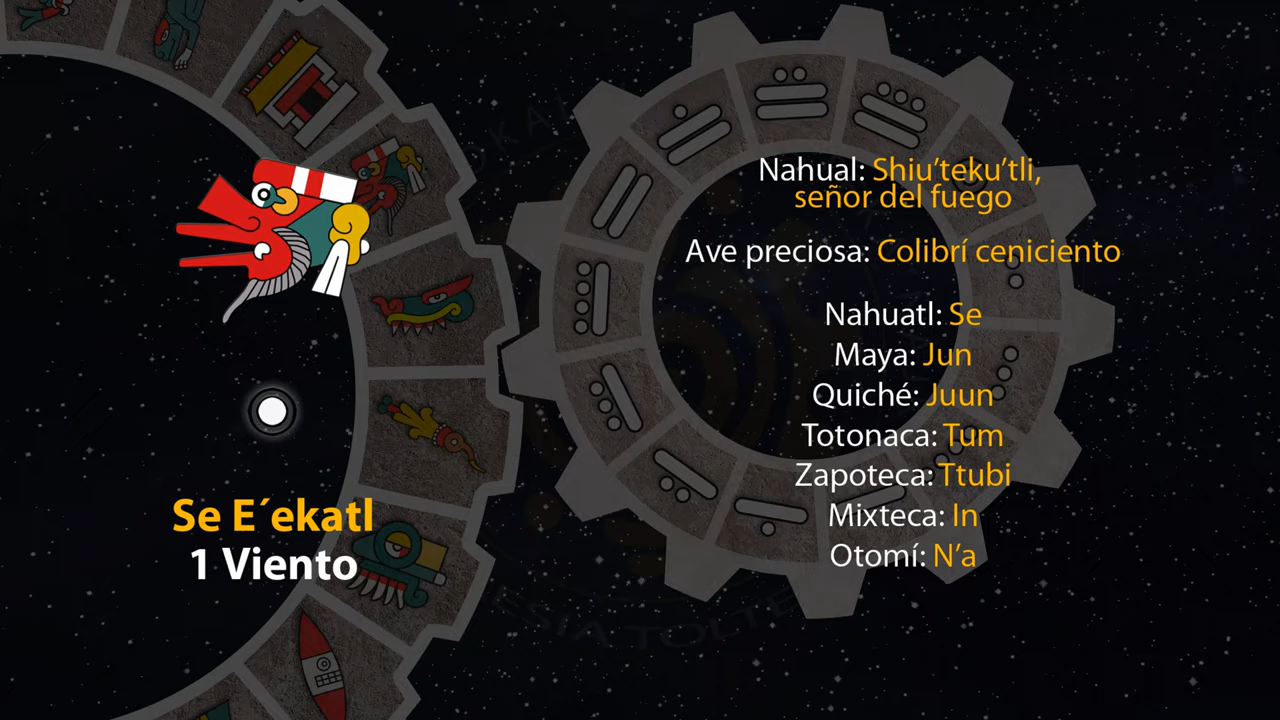 Se E´ekatl
1 Viento
Nahual: Shiu’teku’tli,
señor del fuego
Ave preciosa: Colibrí ceniciento
Nahuatl: Se
Maya: Jun
Quiché: Juun
Totonaca: Tum
Zapoteca: Ttubi
Mixteca: In
Otomí: N’a